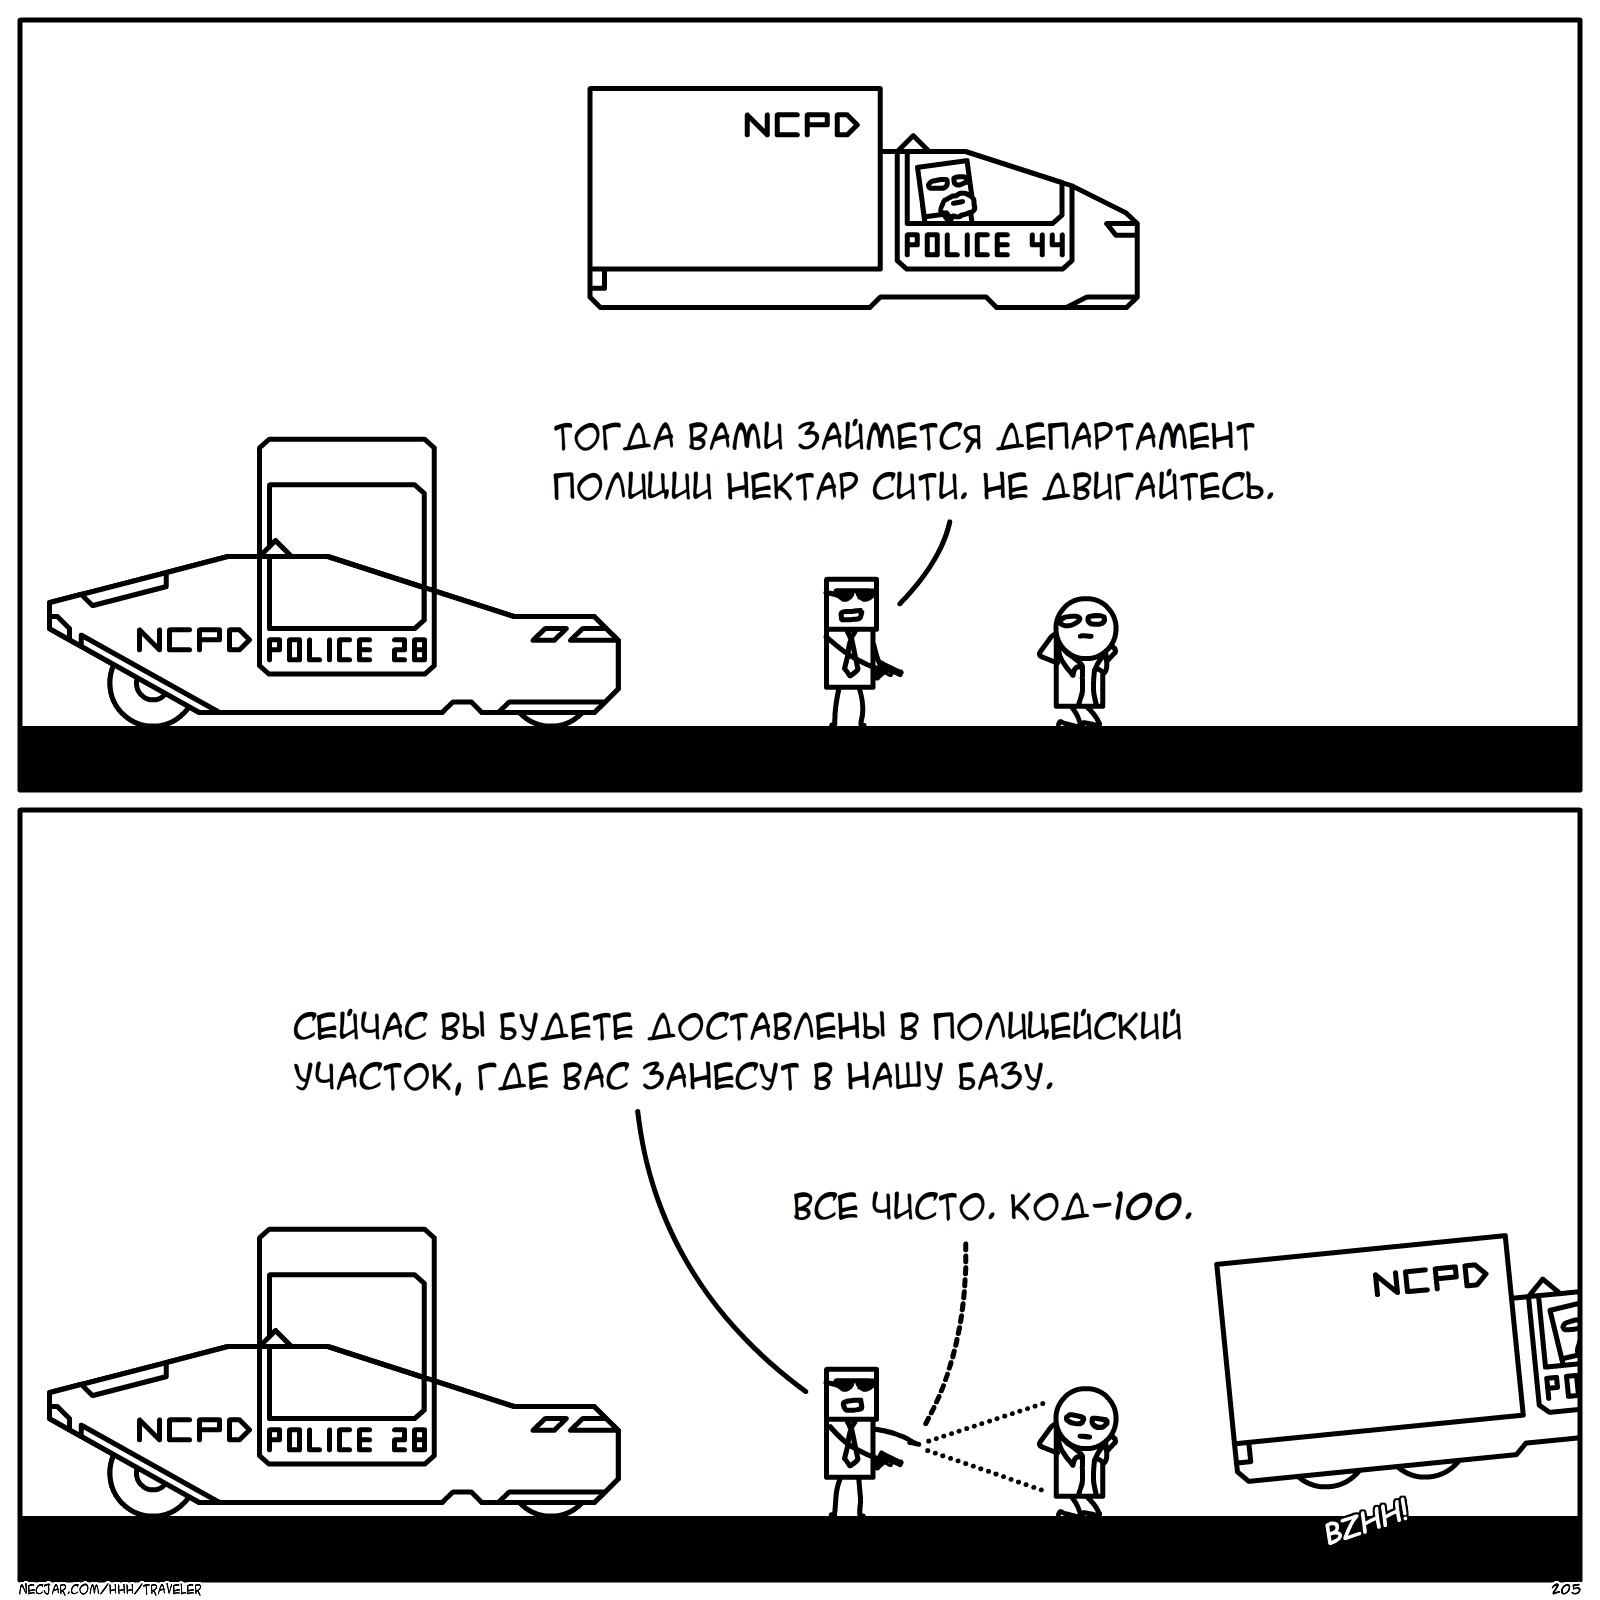 NCPD
POLICE 44
ТОГДА ВАМИ ЗАЙМЕТСЯ ДЕПАРТАМЕНТ
ПОЛИЦИИ НЕКТАР СИТИ. НЕ ДВИГАЙТЕСЬ.
NCPD
POLICE 28
СЕЙЧАС ВЫ БУДЕТЕ ДОСТАВЛЕНЫ В ПОЛИЦЕЙСКИЙ
УЧАСТОК, ГДЕ ВАС ЗАНЕСУТ В НАШУ БАЗУ.
ВСЕ ЧИСТО. КОД-100.
NCPD
PO
NCPD
POLICE 28
BZHH!
NECJAR.COM/HHH/TRAVELER
205